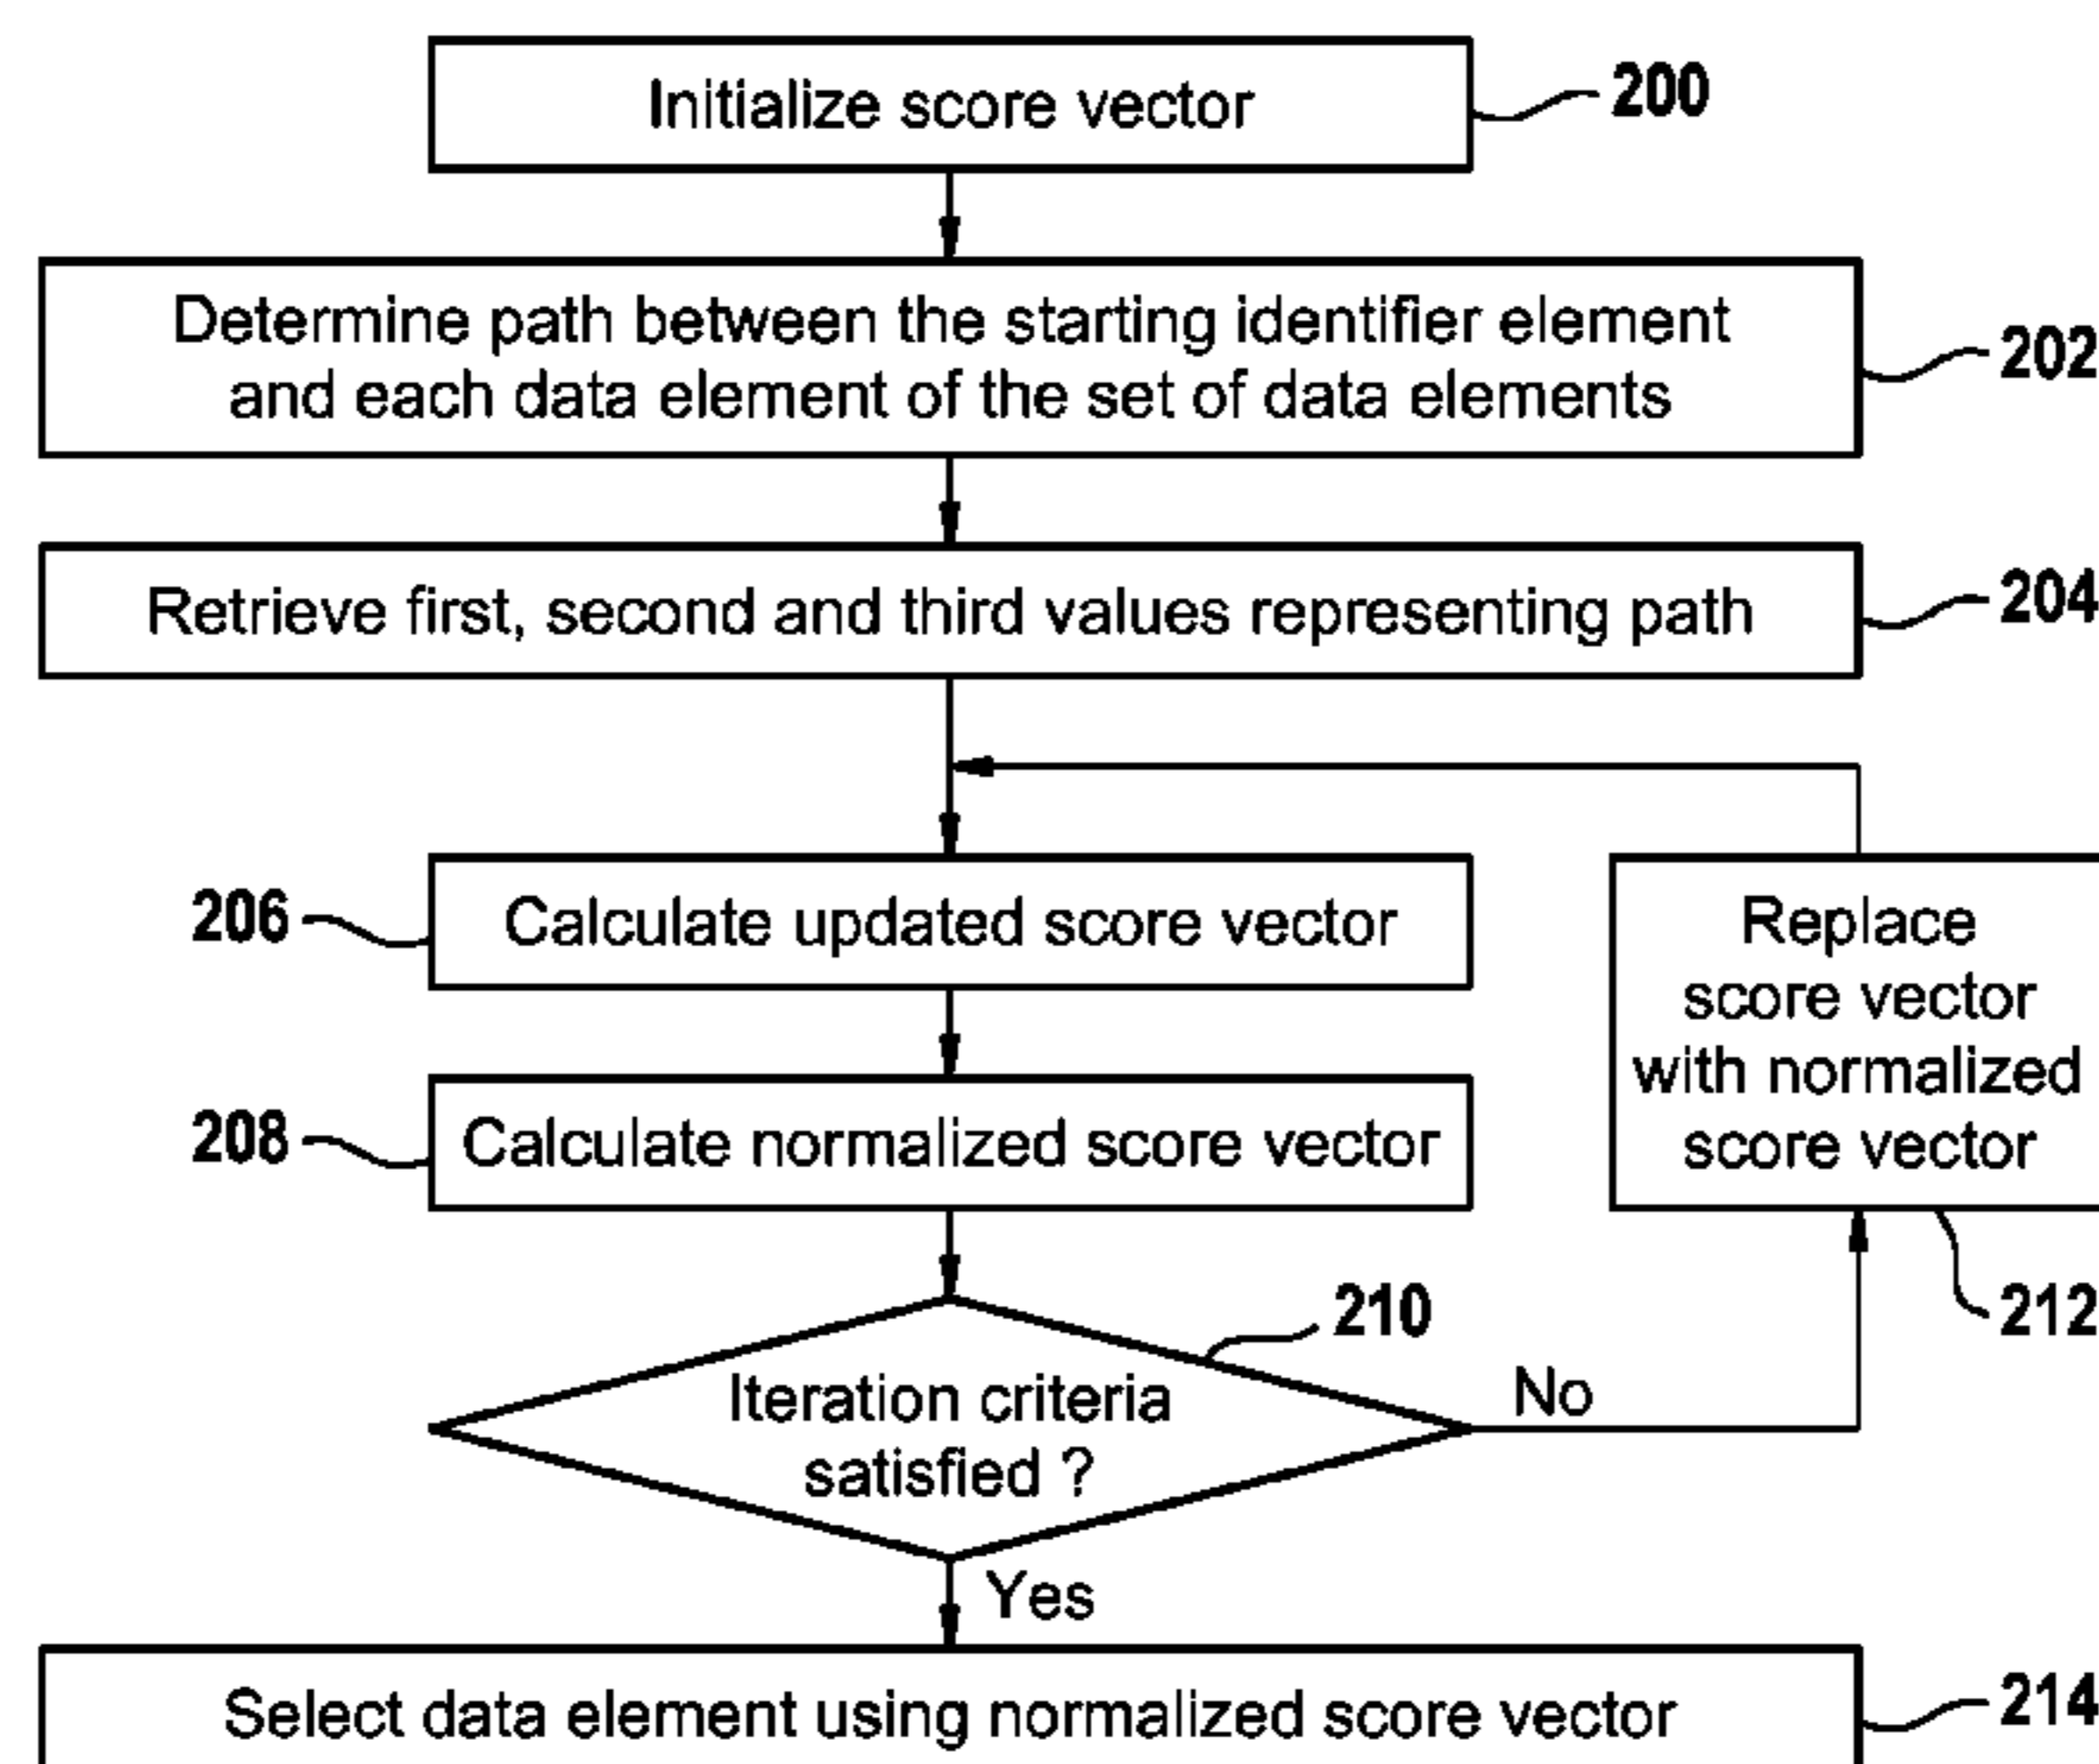 Initialize score vector
200
Determine path between the starting identifier element
and each data element of the set of data elements
202
Retrieve first, second and third values representing path
204
206
Calculate updated score vector
Replace
score vector
with normalized
score vector
208
Calculate normalized score vector
210
212
Iteration criteria
satisfied ?
No
Yes
Select data element using normalized score vector
214